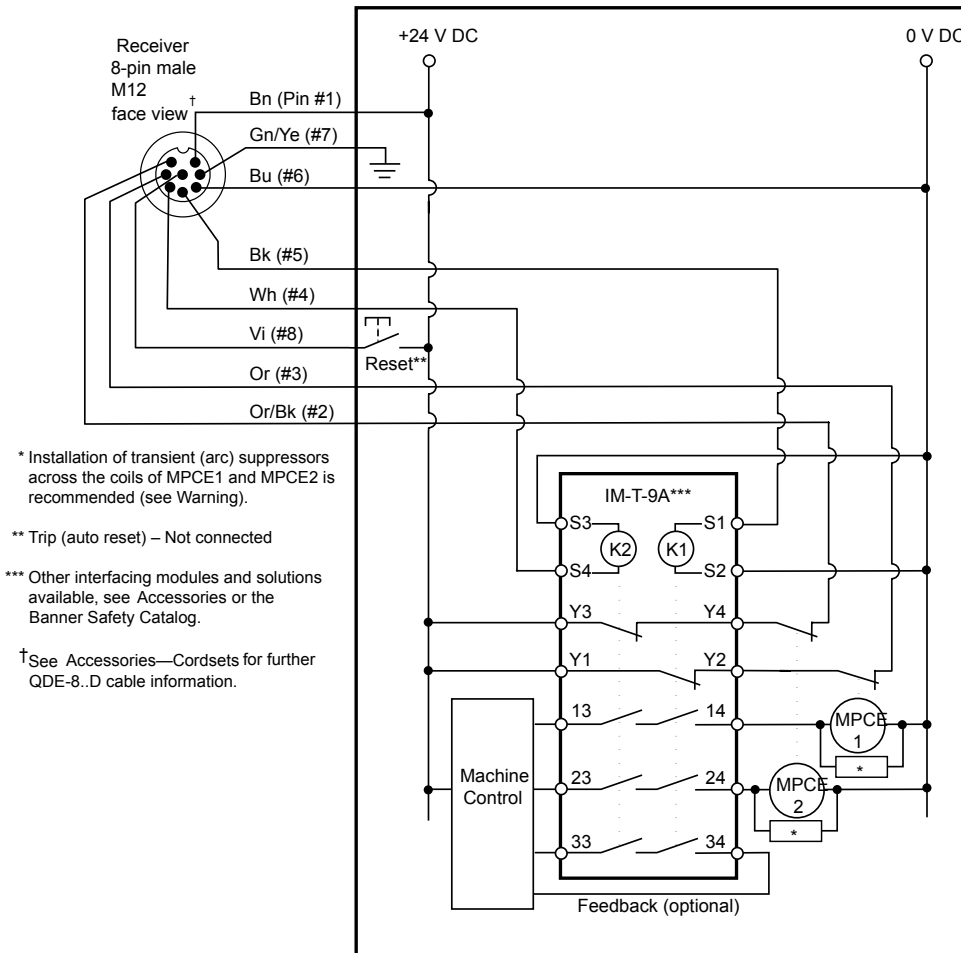 +24 V DC
0 V DC
Receiver
8-pin male
M12
face view †
Bn (Pin #1)
Gn/Ye (#7)
Bu (#6)
Bk (#5)
Wh (#4)
Vi (#8)
Reset**
Or (#3)
Or/Bk (#2)
* Installation of transient (arc) suppressors
across the coils of MPCE1 and MPCE2 is
recommended (see Warning).
** Trip (auto reset) – Not connected
*** Other interfacing modules and solutions
available, see Accessories or the
Banner Safety Catalog.
† See Accessories—Cordsets for further
QDE-8..D cable information.
IM-T-9A***
S3
S1
K2
K1
S4
S2
Y3
Y4
Y1
Y2
13
14
MPCE
1
*
Machine
Control
23
24
MPCE
2
*
33
34
Feedback (optional)